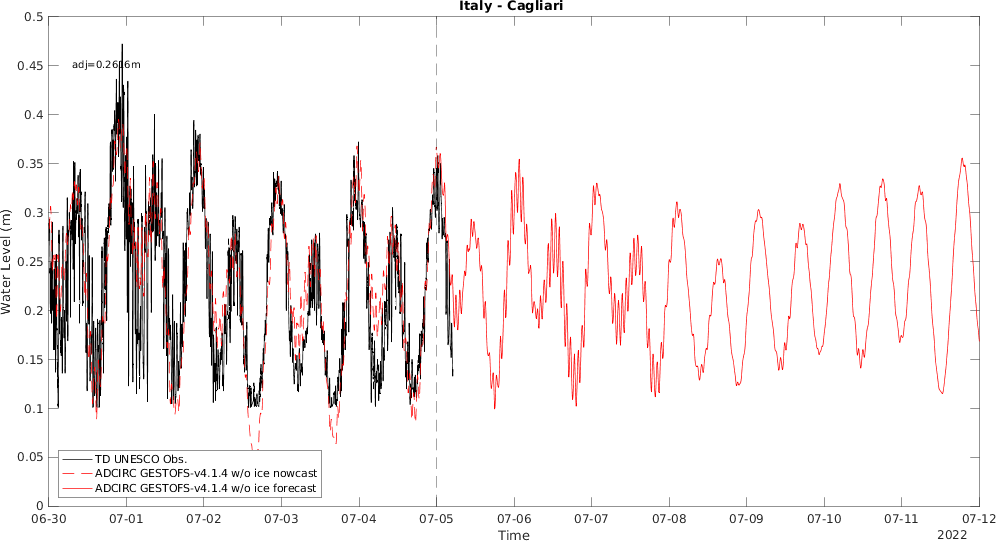 Italy - Cagliari
0.5
0.45
0.4
0.35
0.3
0.25
0.2
0.15
0.1
0.05
0
Water Level (m)
TD UNESCO Obs.
ADCIRC GESTOFS-v4.1.4 w/o ice nowcast
ADCIRC GESTOFS-v4.1.4 w/o ice forecast
06-30 07-01 07-02 07-03 07-04 07-05 07-06 07-07 07-08 07-09 07-10 07-11 07-12
Time
2022